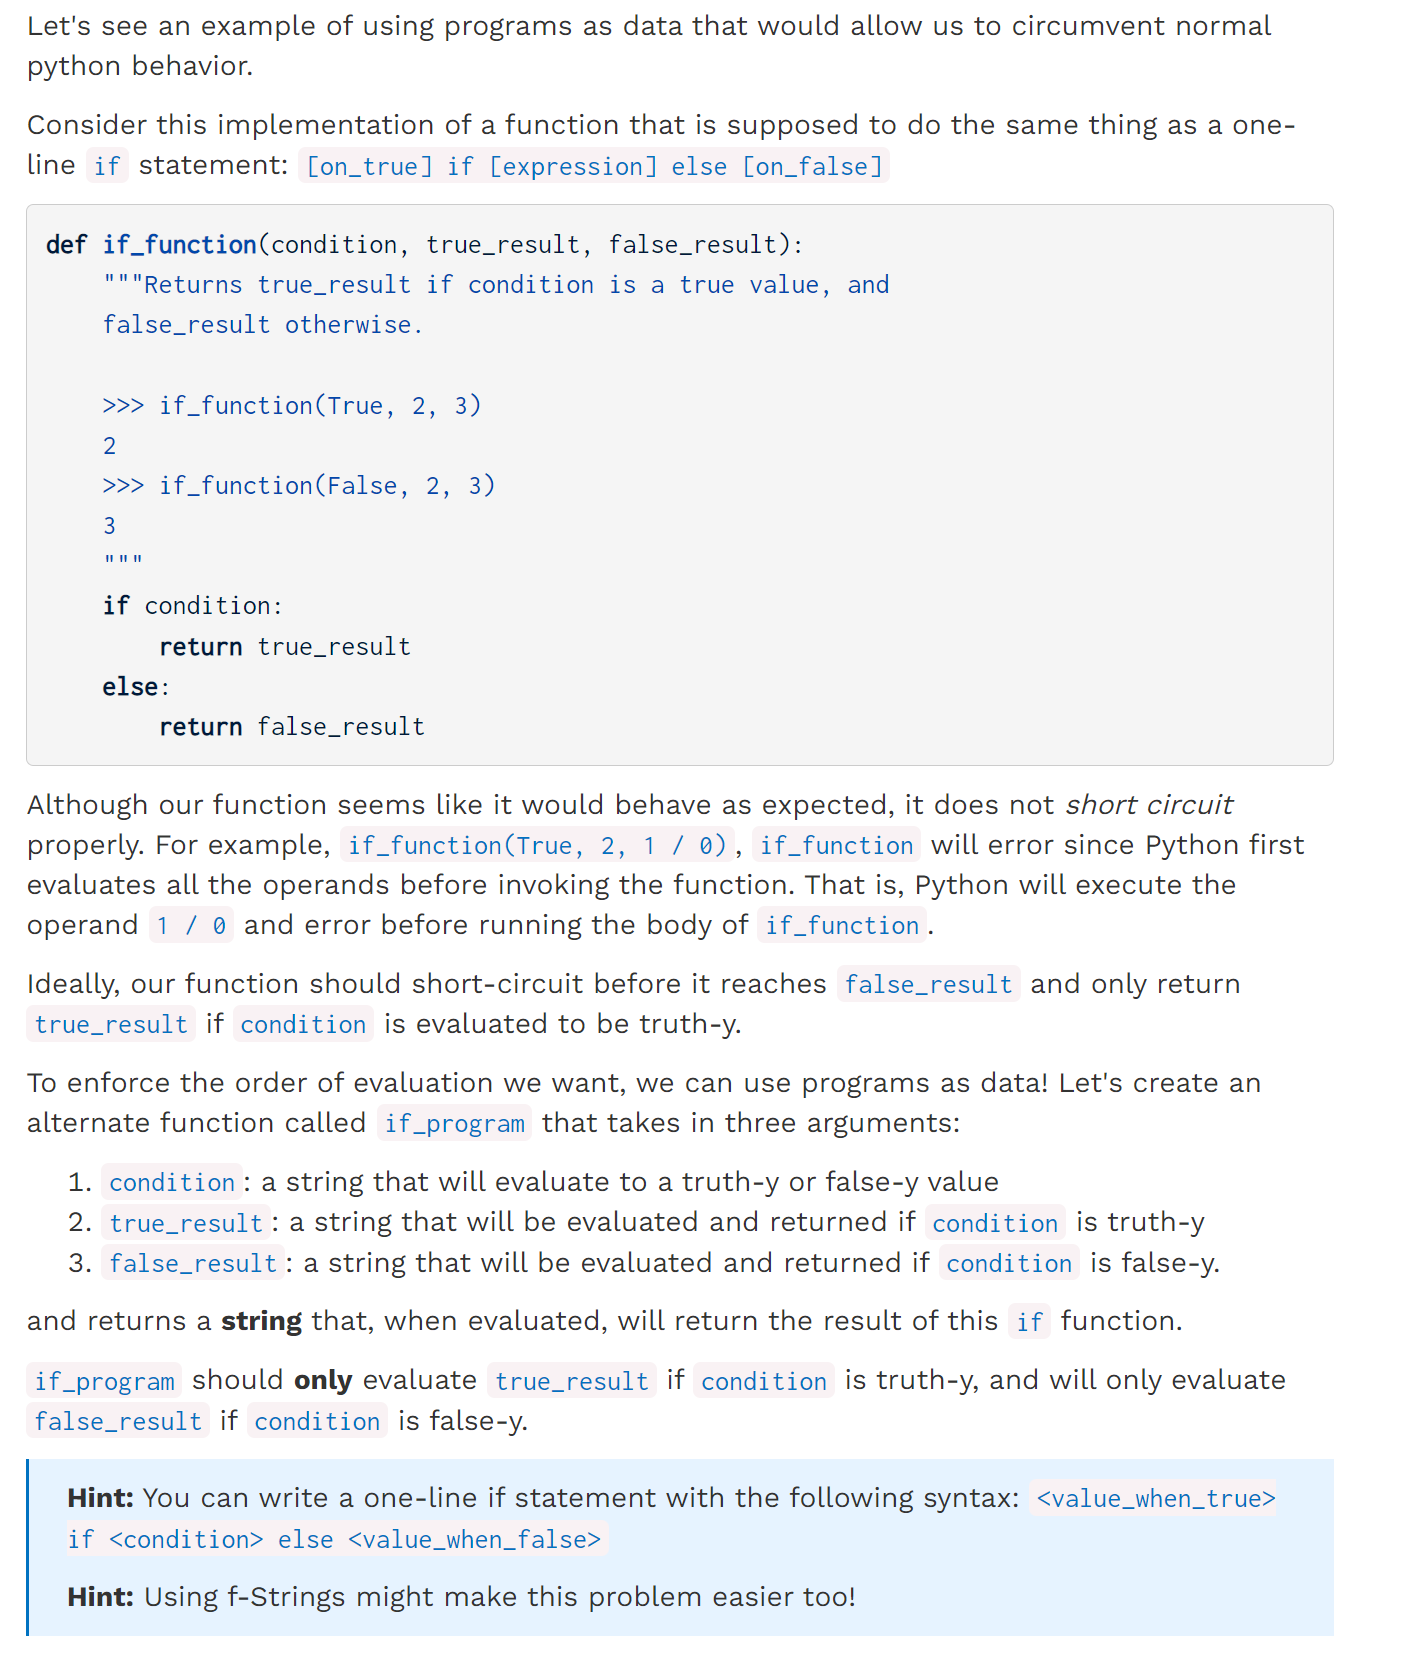 Let's see an example of using programs as data that would allow us to circumvent normal
python behavior.
Consider this implementation of a function that is supposed to do the same thing as a one-
line if statement: [on_true] if [expression] else [on_false]
def if_function(condition, true_result, false_result):
    """Returns true_result if condition is a true value, and
    false_result otherwise.
    >>> if_function(True, 2, 3)
    2
    >>> if_function(False, 2, 3)
    3
    """
    if condition:
        return true_result
    else:
        return false_result
Although our function seems like it would behave as expected, it does not short circuit
properly. For example, if_function(True, 2, 1 / 0), if_function will error since Python first
evaluates all the operands before invoking the function. That is, Python will execute the
operand 1 / 0 and error before running the body of if_function.
Ideally, our function should short-circuit before it reaches false_result and only return
true_result if condition is evaluated to be truth-y.
To enforce the order of evaluation we want, we can use programs as data! Let's create an
alternate function called if_program that takes in three arguments:
1. condition: a string that will evaluate to a truth-y or false-y value
2. true_result: a string that will be evaluated and returned if condition is truth-y
3. false_result: a string that will be evaluated and returned if condition is false-y.
and returns a string that, when evaluated, will return the result of this if function.
if_program should only evaluate true_result if condition is truth-y, and will only evaluate
false_result if condition is false-y.
Hint: You can write a one-line if statement with the following syntax: <value_when_true>
if <condition> else <value_when_false>
Hint: Using f-Strings might make this problem easier too!